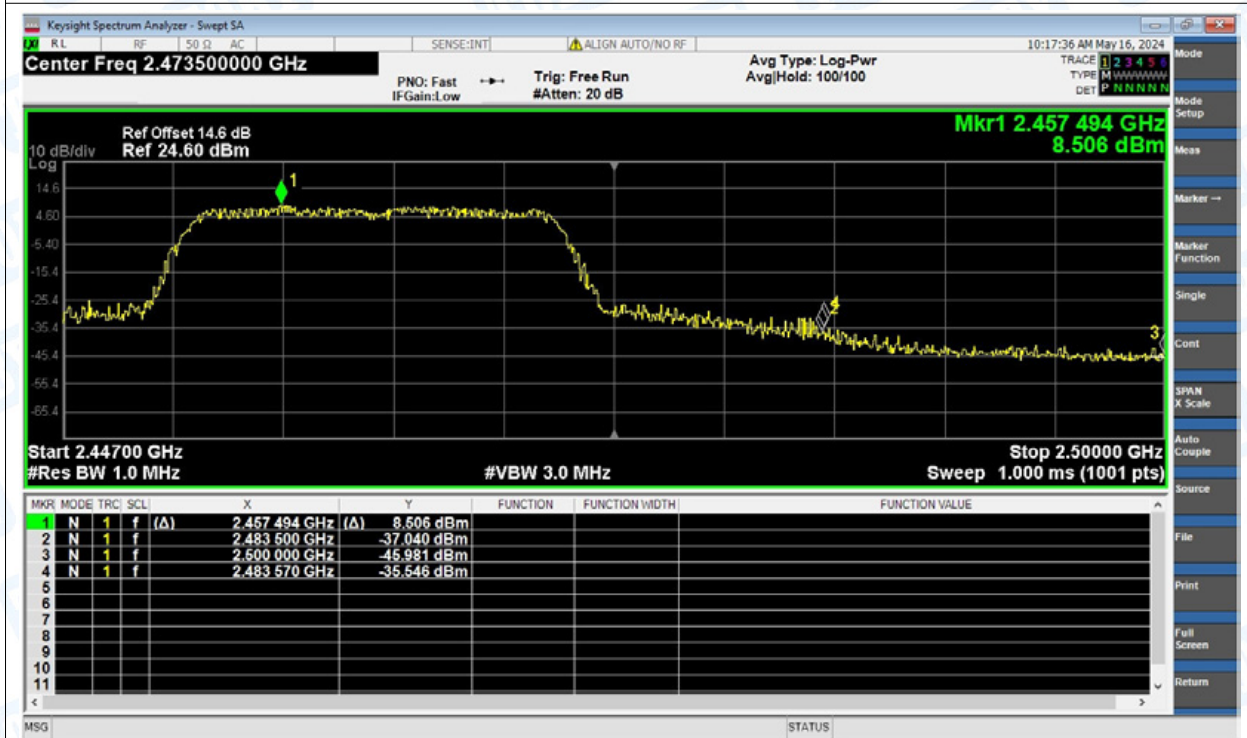 Keysight Spectrum Analyzer - Swept SA
RL RF 50 Ω AC SENSE:INT ALIGN AUTO/NO RF 10:17:36 AM May 16, 2024
Center Freq 2.473500000 GHz
PNO: Fast
IFGain:Low
Trig: Free Run
#Atten: 20 dB
Avg Type: Log-Pwr
Avg|Hold: 100/100
TRACE 1 2 3 4 5 6
TYPE M WWWWW
DET P N N N N N
Ref Offset 14.6 dB
10 dB/div Ref 24.60 dBm
Log
Mkr1 2.457 494 GHz
8.506 dBm
14.6
4.60
-5.40
-15.4
-25.4
-35.4
-45.4
-55.4
-65.4
1
2
4
3
Start 2.44700 GHz Stop 2.50000 GHz
#Res BW 1.0 MHz #VBW 3.0 MHz Sweep 1.000 ms (1001 pts)
MKR MODE TRC SCL X Y FUNCTION FUNCTION WIDTH FUNCTION VALUE
1 N 1 f (Δ) 2.457 494 GHz (Δ) 8.506 dBm
2 N 1 f 2.483 500 GHz -37.040 dBm
3 N 1 f 2.500 000 GHz -45.981 dBm
4 N 1 f 2.483 570 GHz -35.546 dBm
5
6
7
8
9
10
11
MSG STATUS
Mode
Mode
Setup
Meas
Marker →
Marker
Function
Single
Cont
SPAN
X Scale
Auto
Couple
Source
File
Print
Full
Screen
Return